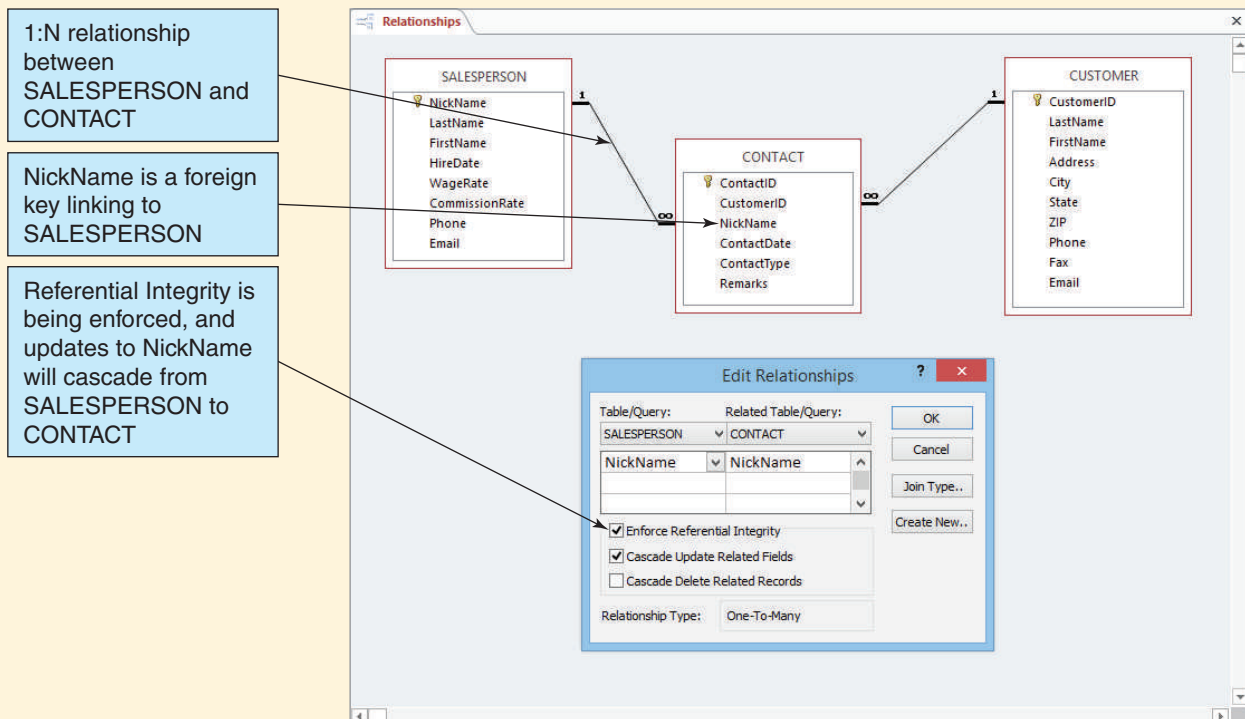 1:N relationship
between
SALESPERSON and
CONTACT
NickName is a foreign
key linking to
SALESPERSON
Referential Integrity is
being enforced, and
updates to NickName
will cascade from
SALESPERSON to
CONTACT
Relationships
SALESPERSON
NickName
LastName
FirstName
HireDate
WageRate
CommissionRate
Phone
Email
1
∞
CONTACT
ContactID
CustomerID
NickName
ContactDate
ContactType
Remarks
∞
1
CUSTOMER
CustomerID
LastName
FirstName
Address
City
State
ZIP
Phone
Fax
Email
Edit Relationships
?
Table/Query: Related Table/Query:
SALESPERSON CONTACT
NickName NickName
OK
Cancel
Join Type..
Create New..
Enforce Referential Integrity
Cascade Update Related Fields
Cascade Delete Related Records
Relationship Type: One-To-Many